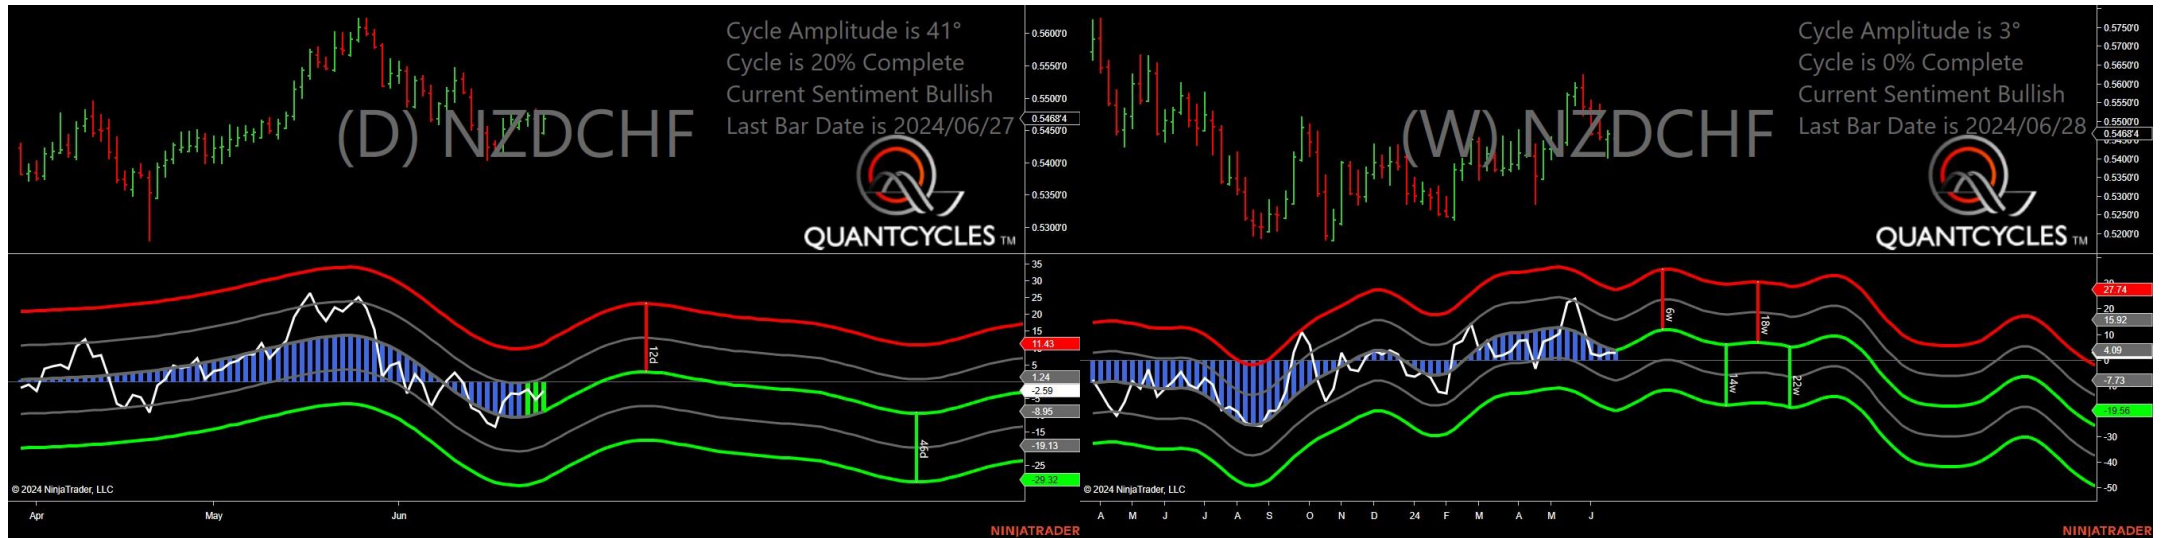 Cycle Amplitude is 41°
Cycle is 20% Complete
Current Sentiment Bullish
Last Bar Date is 2024/06/27
(D) NZDCHF
QUANTCYCLES TM
0.5600'0
0.5550'0
0.5500'0
0.5468'4
0.5450'0
0.5400'0
0.5350'0
0.5300'0
35
30
25
20
15
11.43
5
1.24
-2.59
-5
-8.95
-15
-19.13
-25
-29.32
12d
46d
© 2024 NinjaTrader, LLC
Apr
May
Jun
NINJATRADER
Cycle Amplitude is 3°
Cycle is 0% Complete
Current Sentiment Bullish
Last Bar Date is 2024/06/28
(W) NZDCHF
QUANTCYCLES TM
0.5750'0
0.5700'0
0.5650'0
0.5600'0
0.5550'0
0.5500'0
0.5468'4
0.5400'0
0.5350'0
0.5300'0
0.5250'0
0.5200'0
27.74
20
15.92
10
4.09
-7.73
-19.56
-30
-40
-50
6w
18w
14w
22w
© 2024 NinjaTrader, LLC
A M J J A S O N D 24 F M A M J
NINJATRADER